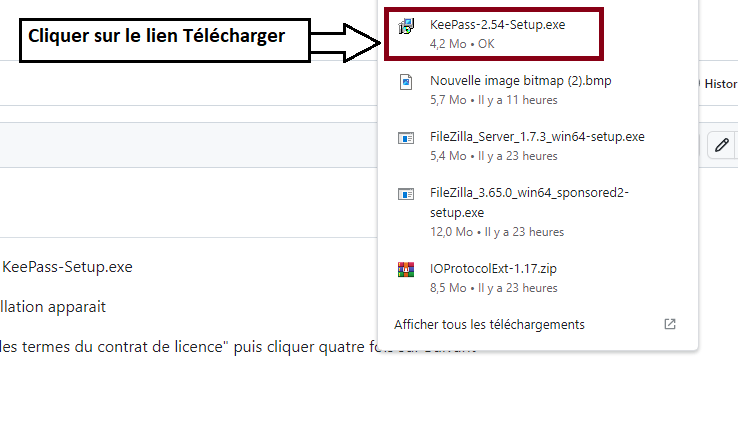 Cliquer sur le lien Télécharger
KeePass-2.54-Setup.exe
4,2 Mo • OK
Nouvelle image bitmap (2).bmp
5,7 Mo • Il y a 11 heures
Histor
FileZilla_Server_1.7.3_win64-setup.exe
5,4 Mo • Il y a 23 heures
FileZilla_3.65.0_win64_sponsored2-
setup.exe
12,0 Mo • Il y a 23 heures
IOProtocolExt-1.17.zip
8,5 Mo • Il y a 23 heures
Afficher tous les téléchargements
KeePass-Setup.exe
llation apparait
les termes du contrat de licence" puis cliquer quatre fois sur Suivant